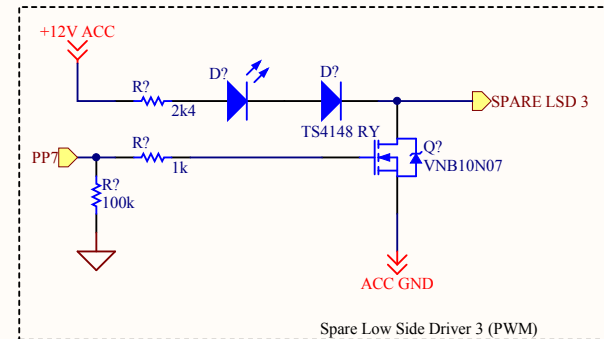 +12V ACC
D?
D?
R?
2k4
TS4148 RY
SPARE LSD 3
PP7
R?
1k
Q?
VNB10N07
R?
100k
ACC GND
Spare Low Side Driver 3 (PWM)